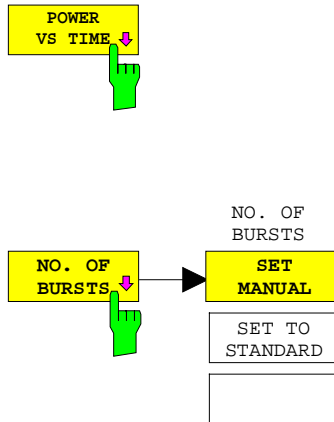 POWER
VS TIME
NO. OF
BURSTS
NO. OF
BURSTS
SET
MANUAL
SET TO
STANDARD